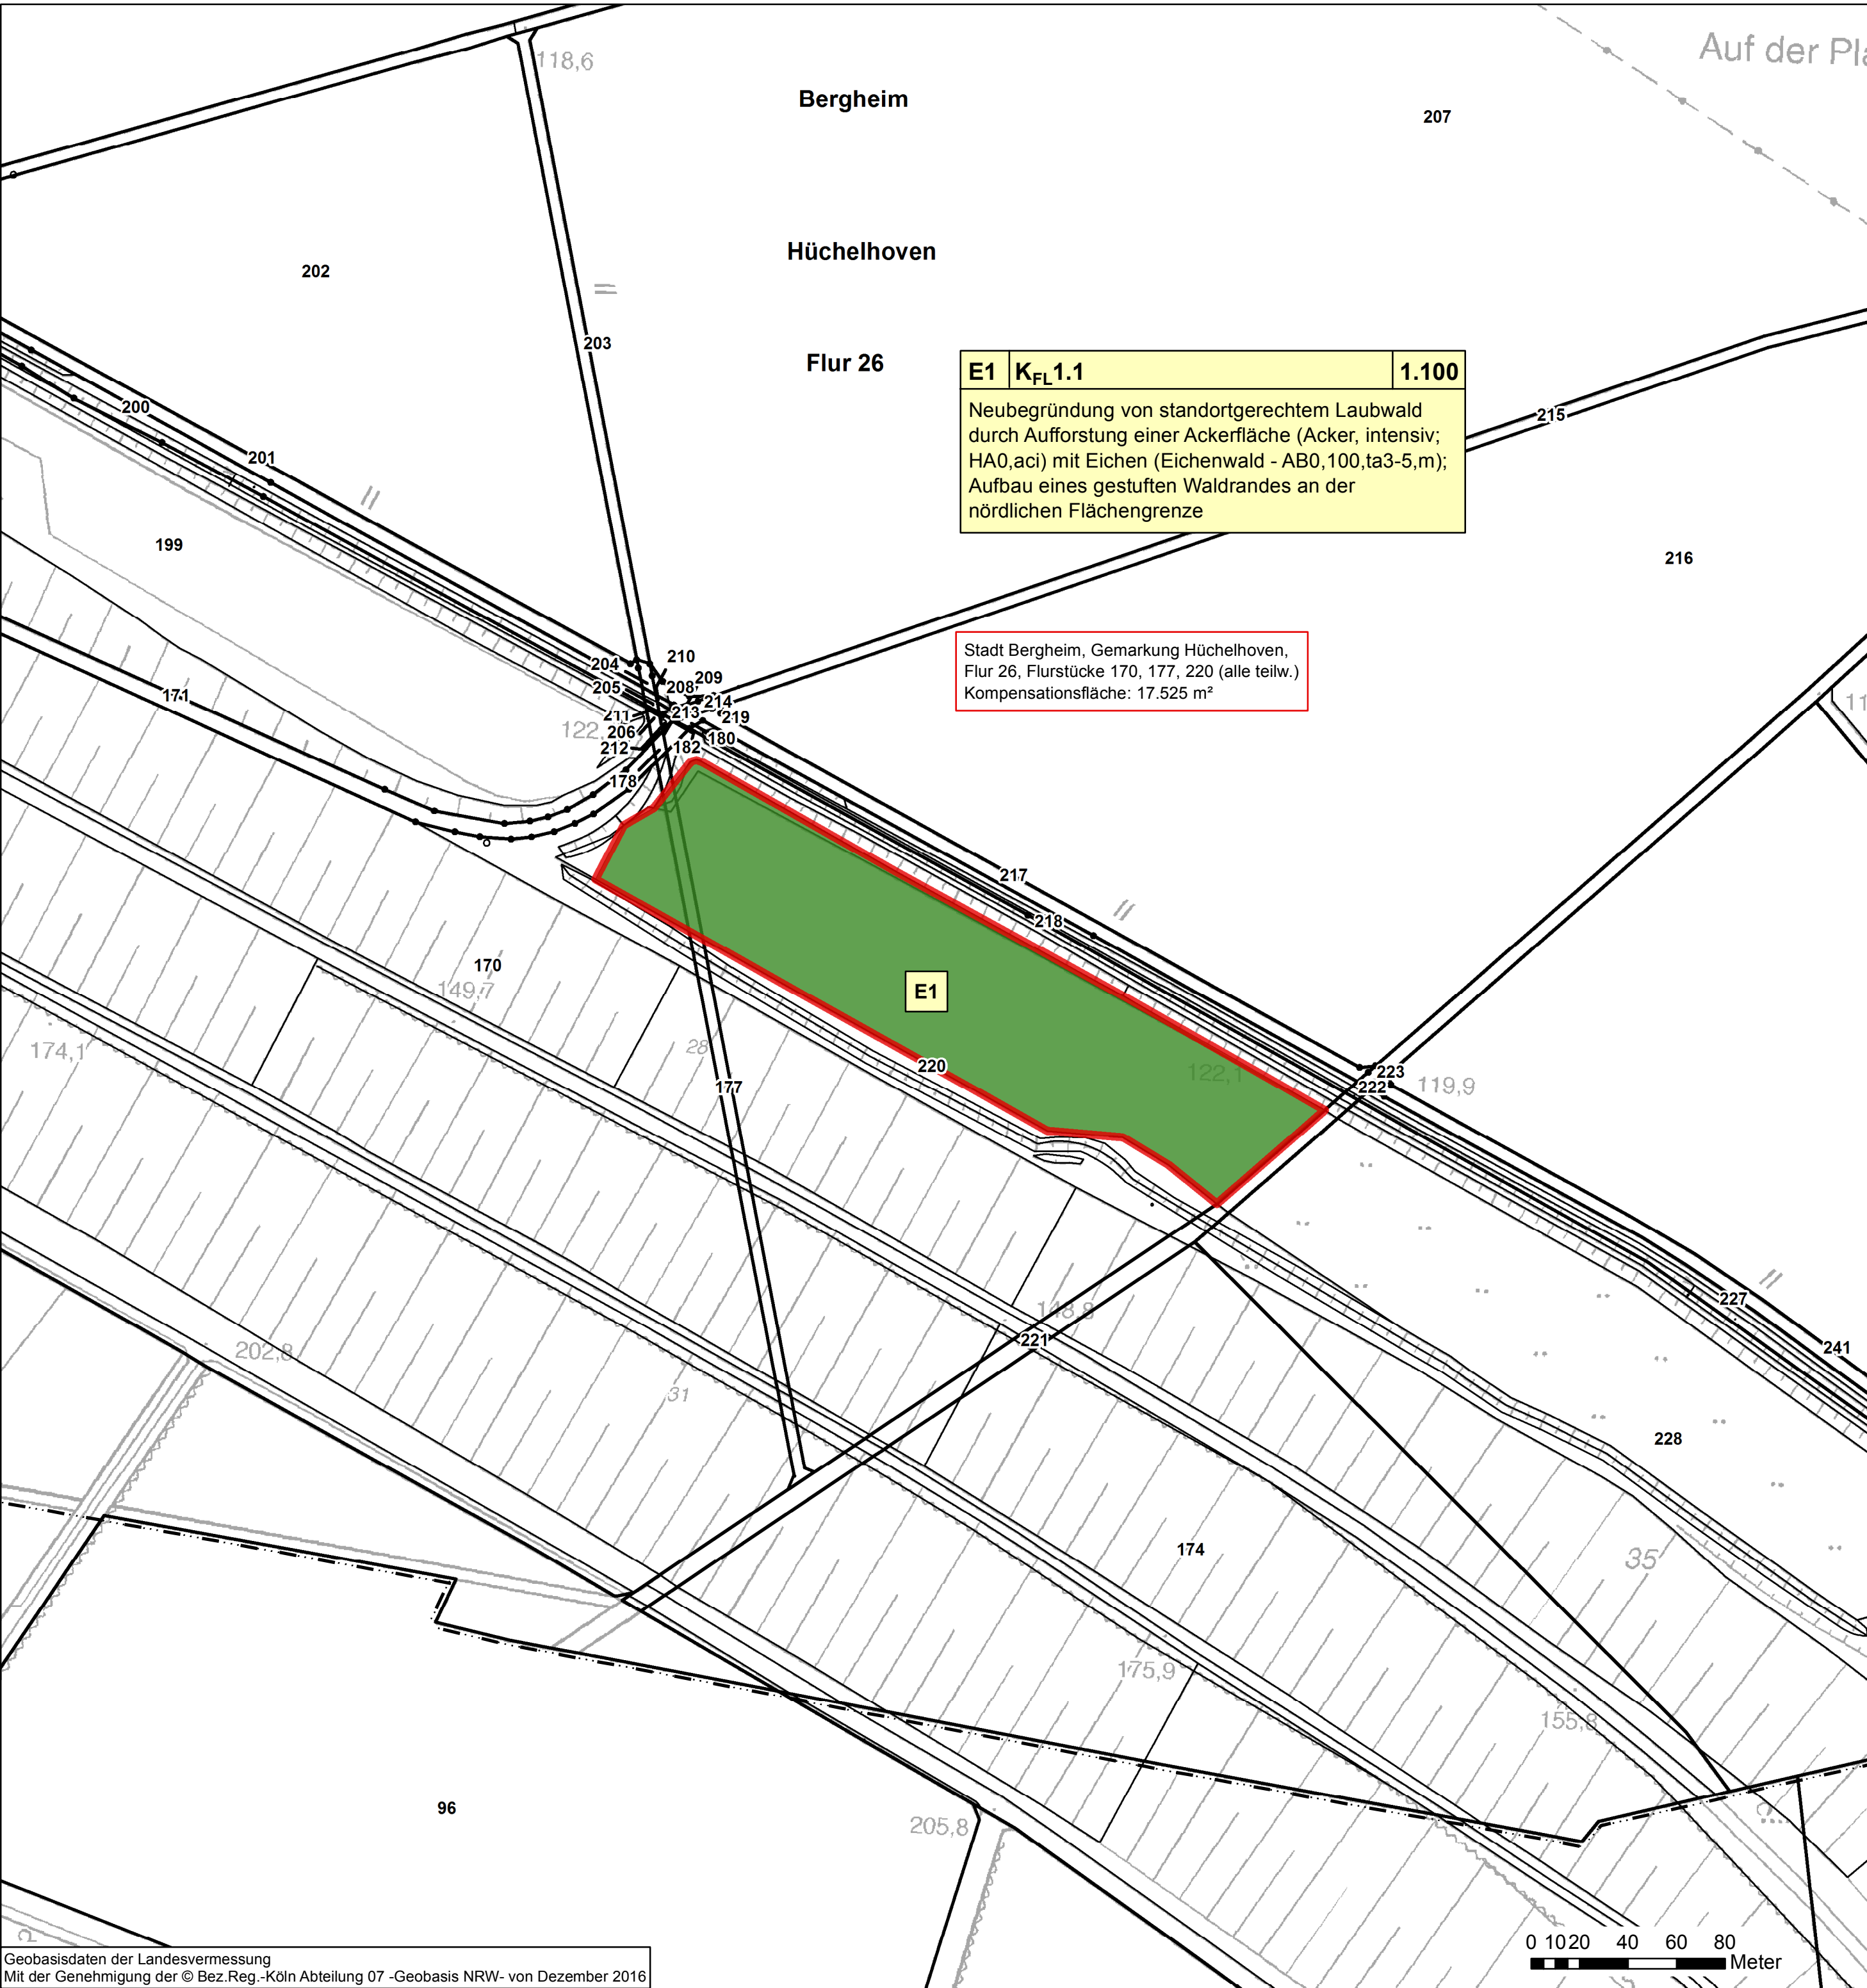 118,6
Auf der Pla
Bergheim
207
Hüchelhoven
202
203
Flur 26
E1 KFL1.1 1.100
Neubegründung von standortgerechtem Laubwald
durch Aufforstung einer Ackerfläche (Acker, intensiv;
HA0,aci) mit Eichen (Eichenwald - AB0,100,ta3-5,m);
Aufbau eines gestuften Waldrandes an der
nördlichen Flächengrenze
200
215
201
199
216
Stadt Bergheim, Gemarkung Hüchelhoven,
Flur 26, Flurstücke 170, 177, 220 (alle teilw.)
Kompensationsfläche: 17.525 m²
210
204
209
205
208
171
214
211
213
219
122,
206
180
212
182
178
11
217
218
170
149,7
E1
174,1
28
220
122,1
177
223
222
119,9
148,8
227
221
241
202,8
31
228
174
35
175,9
155,8
96
205,8
0 10 20 40 60 80
Meter
Geobasisdaten der Landesvermessung
Mit der Genehmigung der © Bez.Reg.-Köln Abteilung 07 -Geobasis NRW- von Dezember 2016